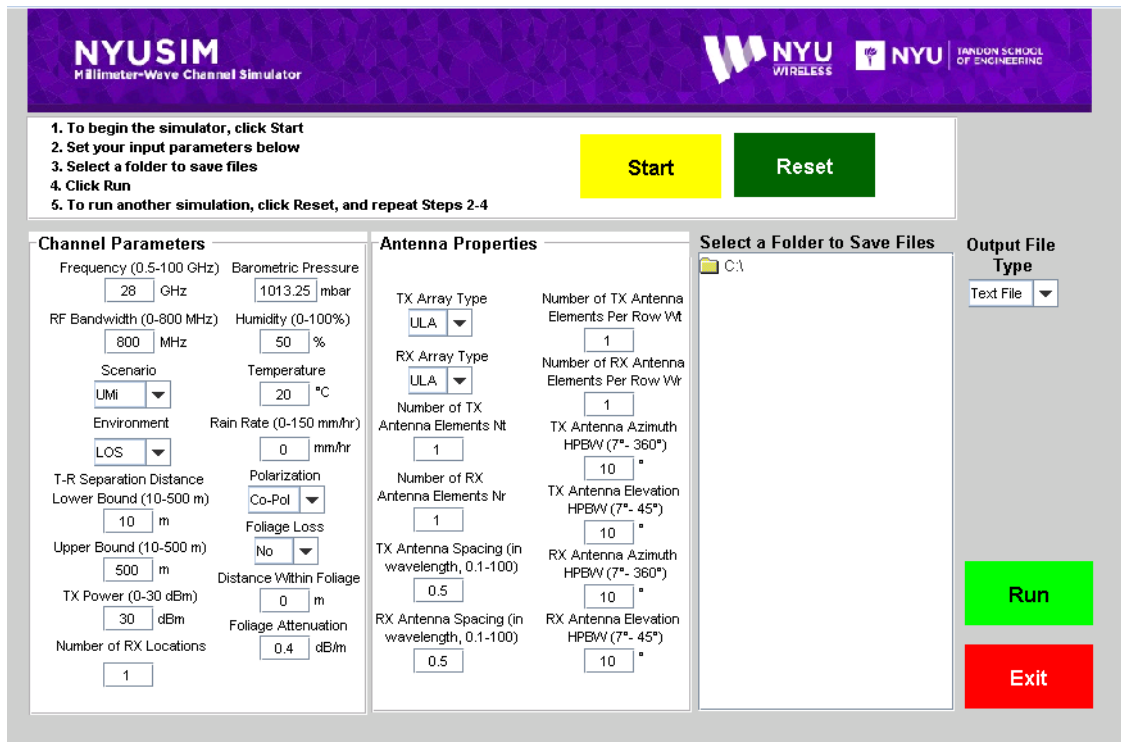 NYUSIM
Millimeter-Wave Channel Simulator
NYU
WIRELESS
NYU
TANDON SCHOOL
OF ENGINEERING
1. To begin the simulator, click Start
2. Set your input parameters below
3. Select a folder to save files
4. Click Run
5. To run another simulation, click Reset, and repeat Steps 2-4
Start
Reset
Channel Parameters
Frequency (0.5-100 GHz)
28 GHz
RF Bandwidth (0-800 MHz)
800 MHz
Scenario
UMi
Environment
LOS
T-R Separation Distance
Lower Bound (10-500 m)
10 m
Upper Bound (10-500 m)
500 m
TX Power (0-30 dBm)
30 dBm
Number of RX Locations
1
Barometric Pressure
1013.25 mbar
Humidity (0-100%)
50 %
Temperature
20 °C
Rain Rate (0-150 mm/hr)
0 mm/hr
Polarization
Co-Pol
Foliage Loss
No
Distance Within Foliage
0 m
Foliage Attenuation
0.4 dB/m
Antenna Properties
TX Array Type
ULA
RX Array Type
ULA
Number of TX
Antenna Elements Nt
1
Number of RX
Antenna Elements Nr
1
TX Antenna Spacing (in
wavelength, 0.1-100)
0.5
RX Antenna Spacing (in
wavelength, 0.1-100)
0.5
Number of TX Antenna
Elements Per Row Wt
1
Number of RX Antenna
Elements Per Row Wr
1
TX Antenna Azimuth
HPBW (7°- 360°)
10 °
TX Antenna Elevation
HPBW (7°- 45°)
10 °
RX Antenna Azimuth
HPBW (7°- 360°)
10 °
RX Antenna Elevation
HPBW (7°- 45°)
10 °
Select a Folder to Save Files
C:\
Output File
Type
Text File
Run
Exit